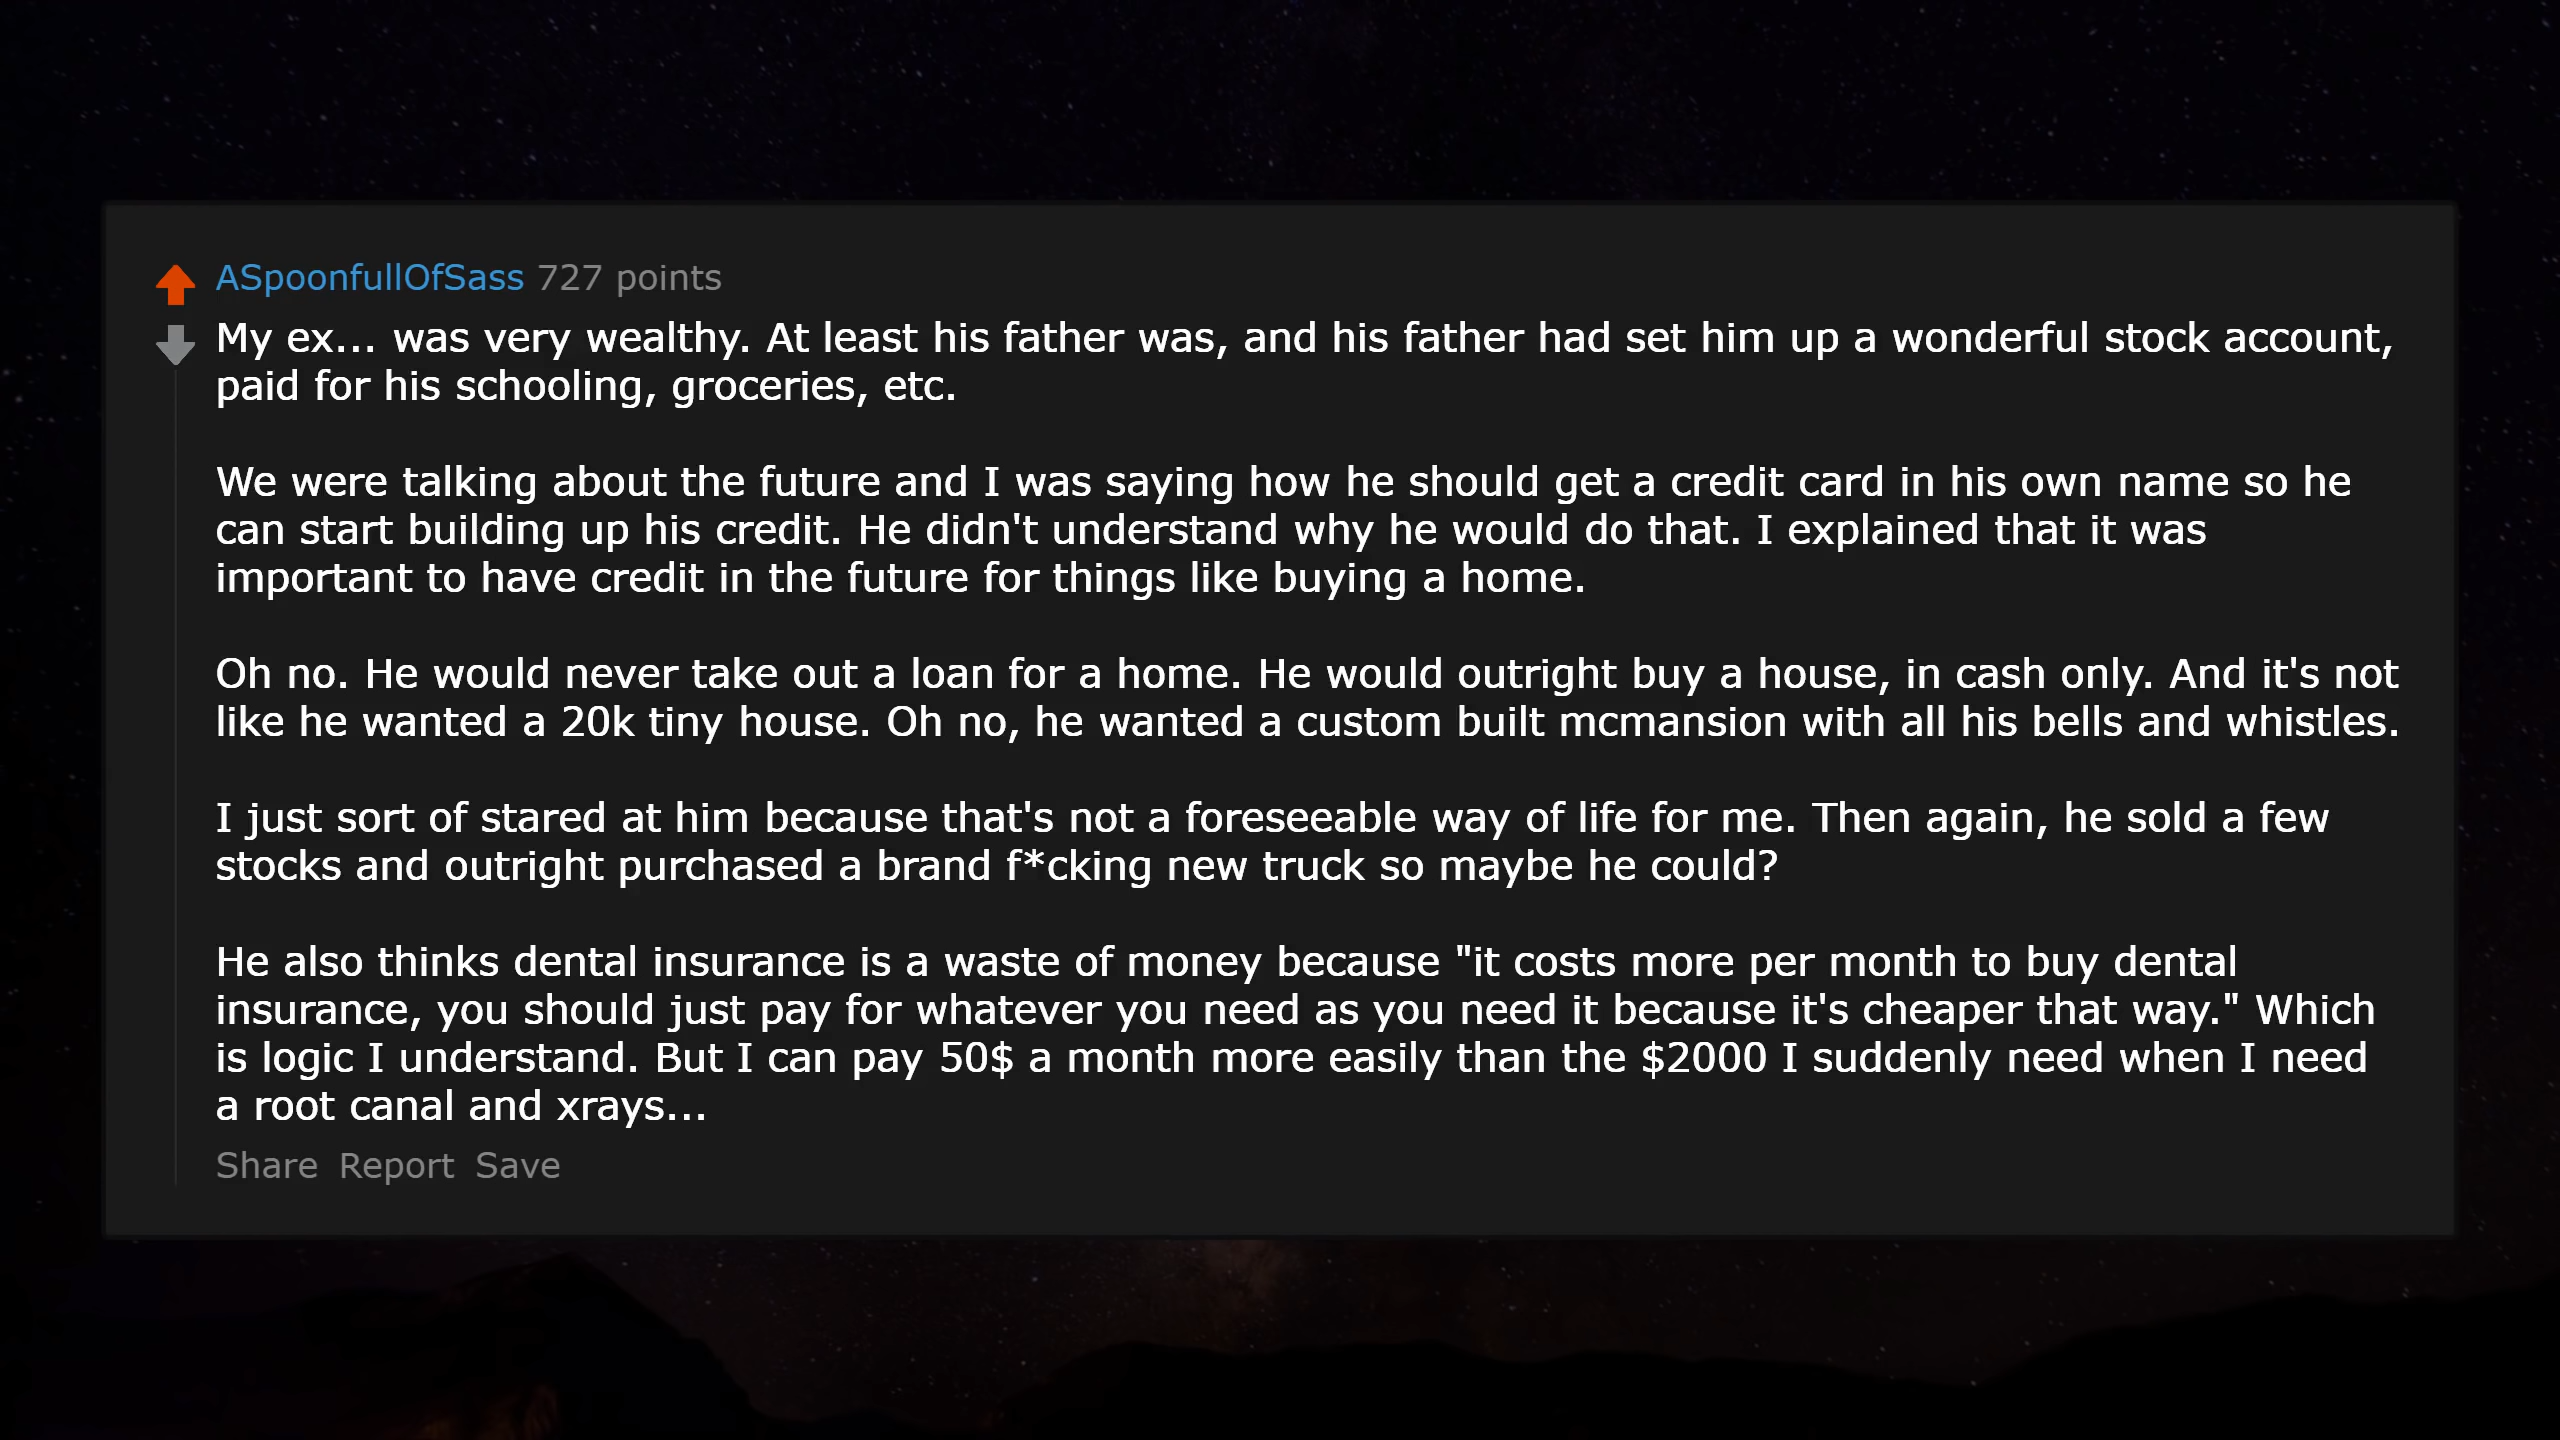 ASpoonfullOfSass 727 points
My ex... was very wealthy. At least his father was, and his father had set him up a wonderful stock account,
paid for his schooling, groceries, etc.
We were talking about the future and I was saying how he should get a credit card in his own name so he
can start building up his credit. He didn't understand why he would do that. I explained that it was
important to have credit in the future for things like buying a home.
Oh no. He would never take out a loan for a home. He would outright buy a house, in cash only. And it's not
like he wanted a 20k tiny house. Oh no, he wanted a custom built mcmansion with all his bells and whistles.
I just sort of stared at him because that's not a foreseeable way of life for me. Then again, he sold a few
stocks and outright purchased a brand f*cking new truck so maybe he could?
He also thinks dental insurance is a waste of money because "it costs more per month to buy dental
insurance, you should just pay for whatever you need as you need it because it's cheaper that way." Which
is logic I understand. But I can pay 50$ a month more easily than the $2000 I suddenly need when I need
a root canal and xrays...
Share Report Save